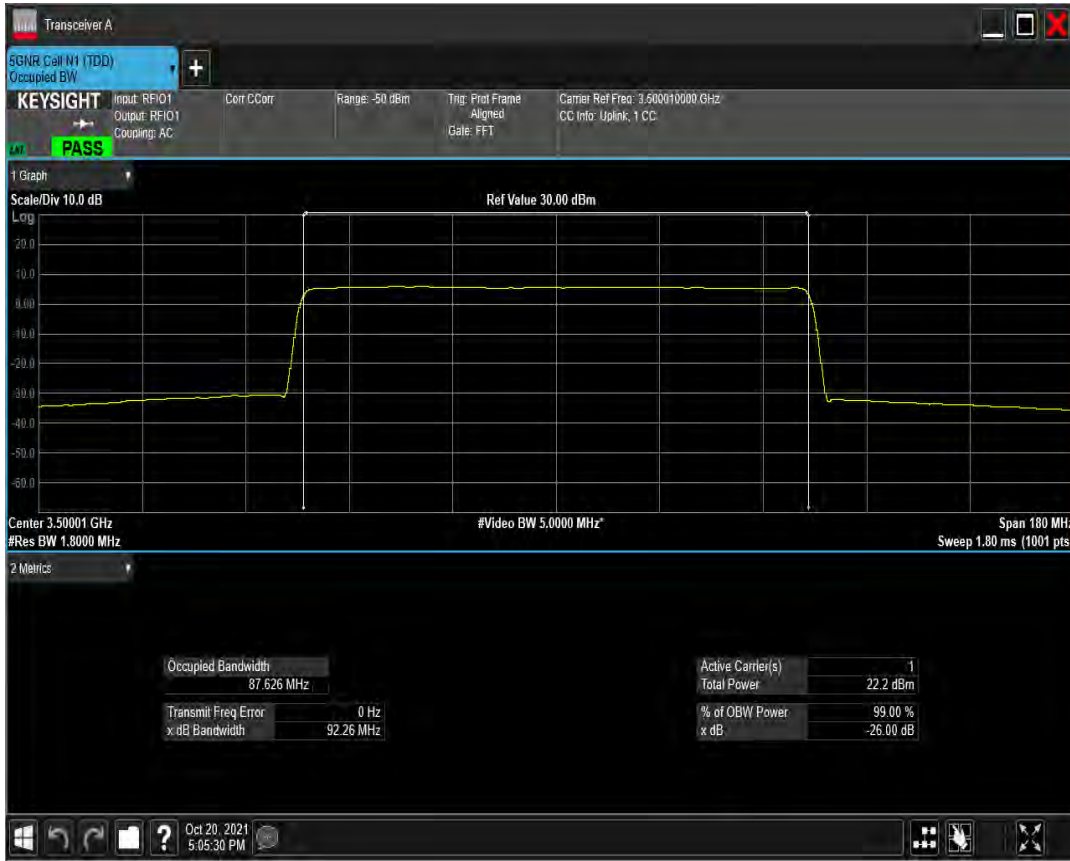 Transceiver A
5GNR Cell N1 (TDD)
Occupied BW
+
KEYSIGHT
Input: RFIO1
Output: RFIO1
Coupling: AC
Corr CCorr
Range: -50 dBm
Trig: Prot Frame
Aligned
Gate: FFT
Carrier Ref Freq: 3.500010000 GHz
CC Info: Uplink, 1 CC
PASS
1 Graph
Scale/Div 10.0 dB
Ref Value 30.00 dBm
Log
20.0
10.0
0.00
-10.0
-20.0
-30.0
-40.0
-50.0
-60.0
Center 3.50001 GHz
#Video BW 5.0000 MHz*
Span 180 MHz
#Res BW 1.8000 MHz
Sweep 1.80 ms (1001 pts
2 Metrics
Occupied Bandwidth
87.626 MHz
Transmit Freq Error 0 Hz
x dB Bandwidth 92.26 MHz
Active Carrier(s) 1
Total Power 22.2 dBm
% of OBW Power 99.00 %
x dB -26.00 dB
?
Oct 20, 2021
5:05:30 PM